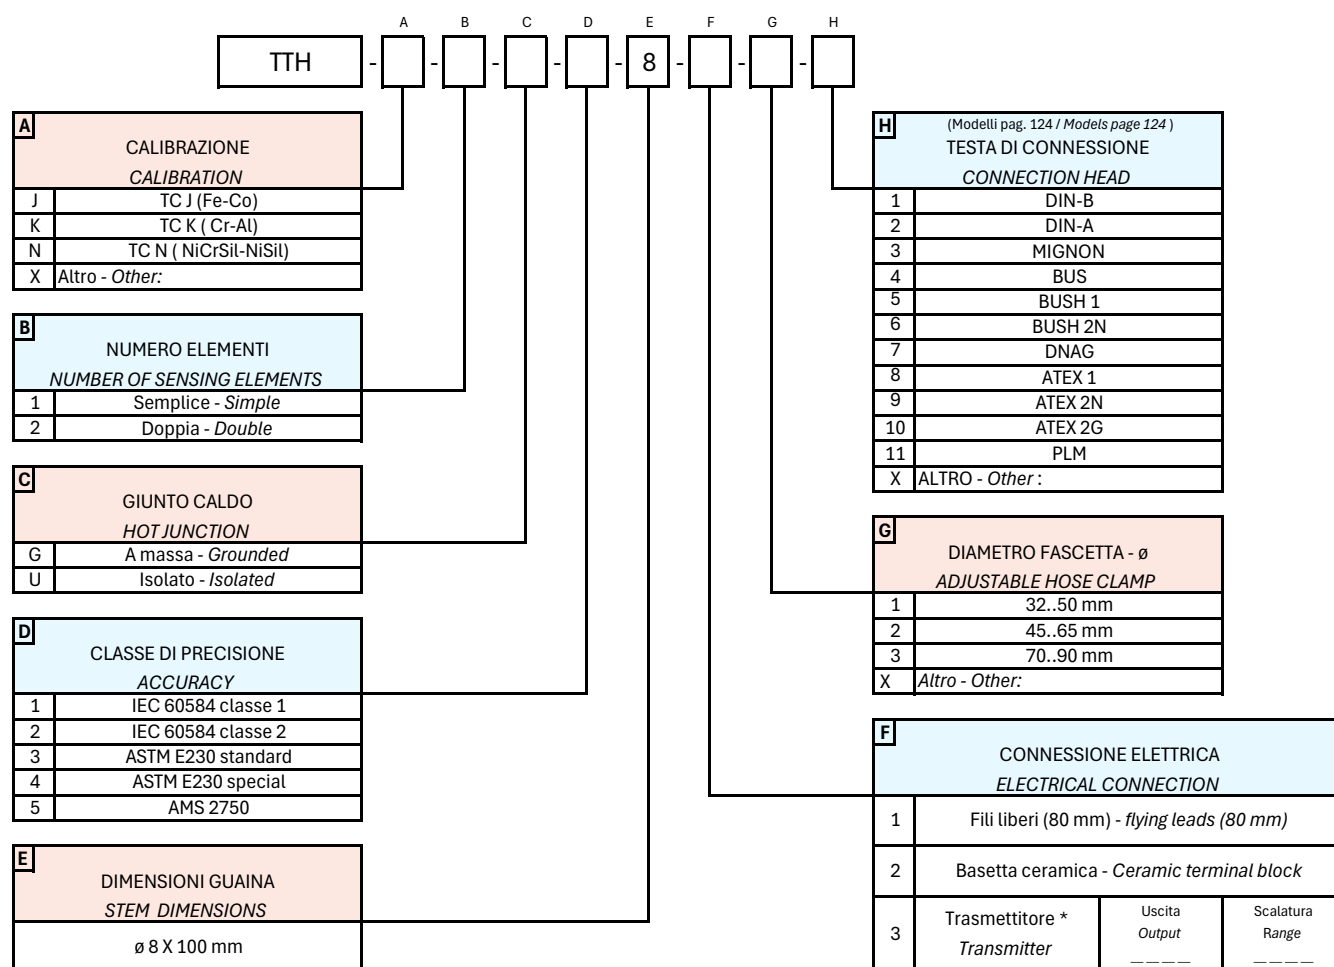 A B C D E F G H
TTH - - - - - 8 - - -
A
CALIBRAZIONE
CALIBRATION
J TC J (Fe-Co)
K TC K ( Cr-Al)
N TC N ( NiCrSil-NiSil)
X Altro - Other:
B
NUMERO ELEMENTI
NUMBER OF SENSING ELEMENTS
1 Semplice - Simple
2 Doppia - Double
C
GIUNTO CALDO
HOT JUNCTION
G A massa - Grounded
U Isolato - Isolated
D
CLASSE DI PRECISIONE
ACCURACY
1 IEC 60584 classe 1
2 IEC 60584 classe 2
3 ASTM E230 standard
4 ASTM E230 special
5 AMS 2750
E
DIMENSIONI GUAINA
STEM DIMENSIONS
ø 8 X 100 mm
H (Modelli pag. 124 / Models page 124 )
TESTA DI CONNESSIONE
CONNECTION HEAD
1 DIN-B
2 DIN-A
3 MIGNON
4 BUS
5 BUSH 1
6 BUSH 2N
7 DNAG
8 ATEX 1
9 ATEX 2N
10 ATEX 2G
11 PLM
X ALTRO - Other :
G
DIAMETRO FASCETTA - ø
ADJUSTABLE HOSE CLAMP
1 32..50 mm
2 45..65 mm
3 70..90 mm
X Altro - Other:
F
CONNESSIONE ELETTRICA
ELECTRICAL CONNECTION
1 Fili liberi (80 mm) - flying leads (80 mm)
2 Basetta ceramica - Ceramic terminal block
3 Trasmettitore *
Transmitter
Uscita
Output
_ _ _ _
Scalatura
Range
_ _ _ _